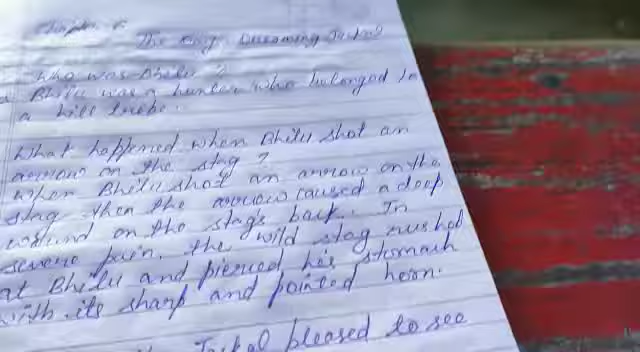 Chapter
The Day Dreaming Jackal
Who was Bhilu ?
Bhilu was a hunter who belonged to
a hill tribe.
What happened when Bhilu shot an
arrow on the stag ?
When Bhilu shot an arrow on the
stag then the arrow caused a deep
wound on the stag's back. In
severe pain. the wild stag rushed
at Bhilu and pierced his stomach
with its sharp and pointed horn.
Jackal pleased to see